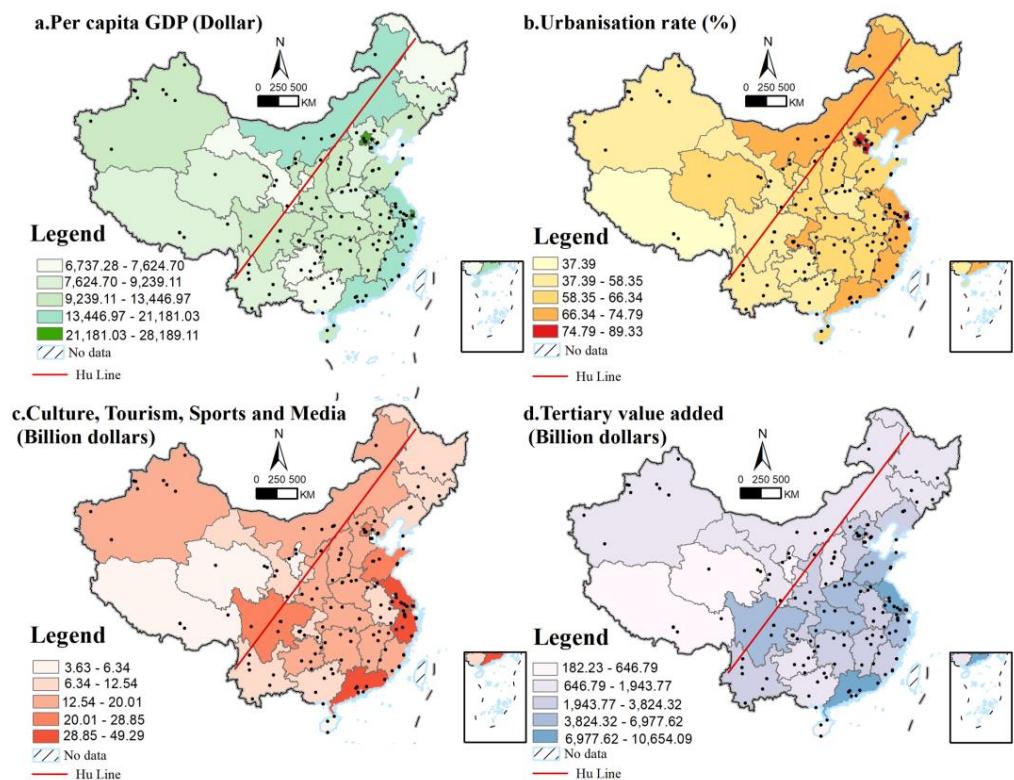 a.Per capita GDP (Dollar)
N
0 250 500
KM
Legend
6,737.28 - 7,624.70
7,624.70 - 9,239.11
9,239.11 - 13,446.97
13,446.97 - 21,181.03
21,181.03 - 28,189.11
No data
Hu Line
b.Urbanisation rate (%)
N
0 250 500
KM
Legend
37.39
37.39 - 58.35
58.35 - 66.34
66.34 - 74.79
74.79 - 89.33
No data
Hu Line
c.Culture, Tourism, Sports and Media
(Billion dollars)
N
0 250 500
KM
Legend
3.63 - 6.34
6.34 - 12.54
12.54 - 20.01
20.01 - 28.85
28.85 - 49.29
No data
Hu Line
d.Tertiary value added
(Billion dollars)
N
0 250 500
KM
Legend
182.23 - 646.79
646.79 - 1,943.77
1,943.77 - 3,824.32
3,824.32 - 6,977.62
6,977.62 - 10,654.09
No data
Hu Line